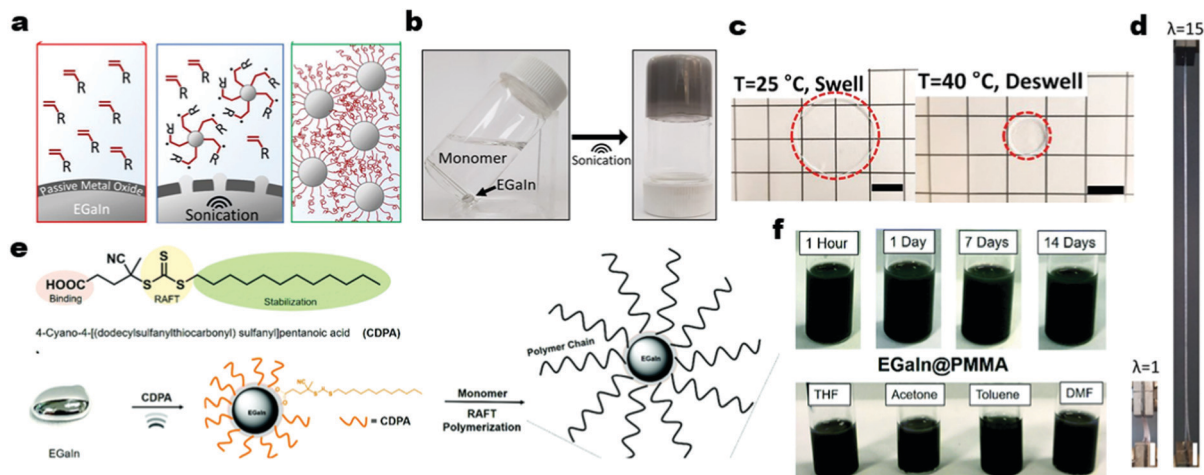 a
R R R R R R R
Passive Metal Oxide
EGaIn
R R R R R R R R
Sonication
b
Monomer
EGaIn
Sonication
c
T=25 °C, Swell
T=40 °C, Deswell
d
λ=15
λ=1
e
NC
S
HOOC
S
S
Binding
RAFT
Stabilization
4-Cyano-4-[(dodecylsulfanylthiocarbonyl) sulfanyl]pentanoic acid (CDPA)
EGaIn
CDPA
EGaIn
= CDPA
Monomer
RAFT
Polymerization
Polymer Chain
EGaIn
f
1 Hour
1 Day
7 Days
14 Days
EGaIn@PMMA
THF
Acetone
Toluene
DMF